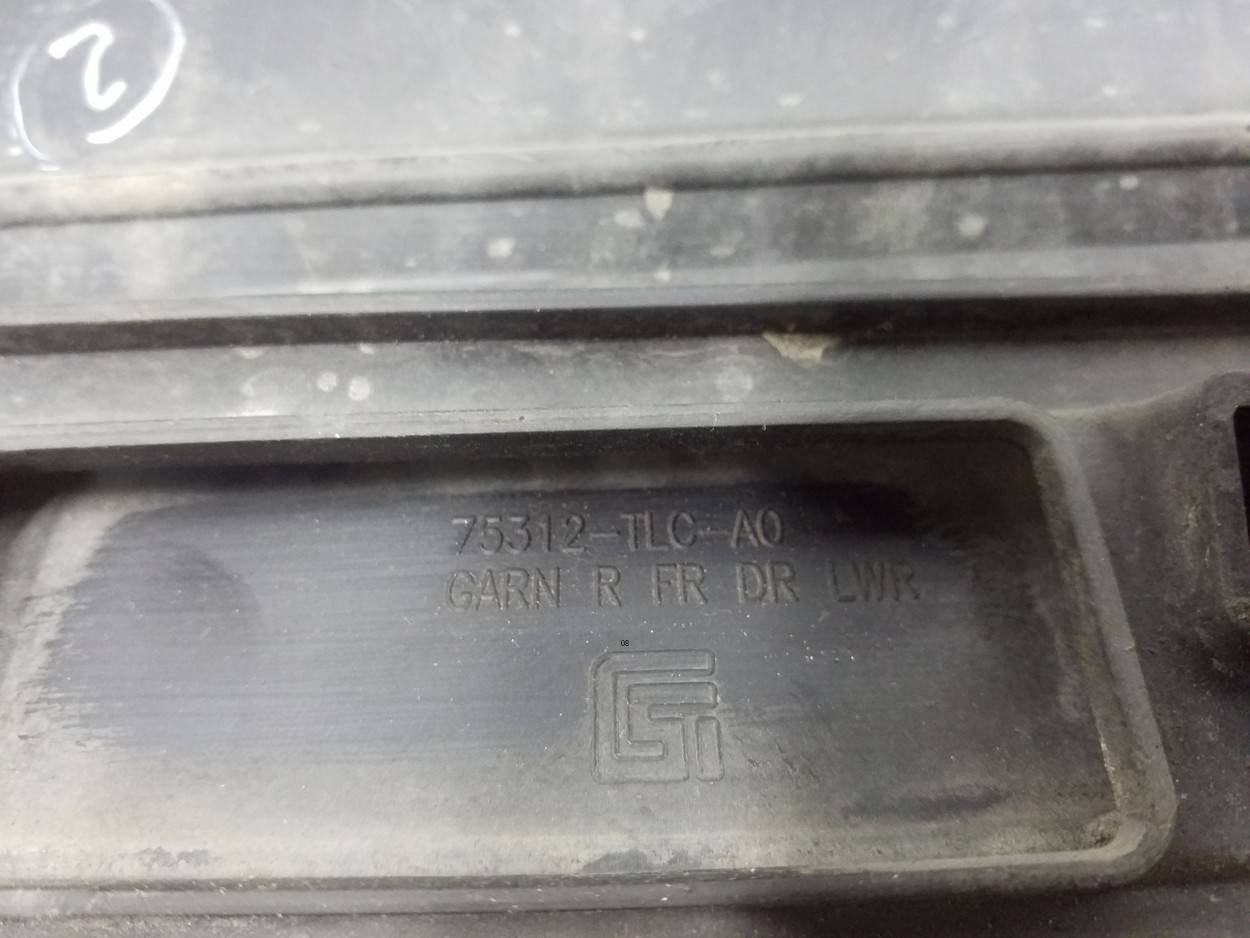 2
75312-TLC-A0
GARN R FR DR LWR
08